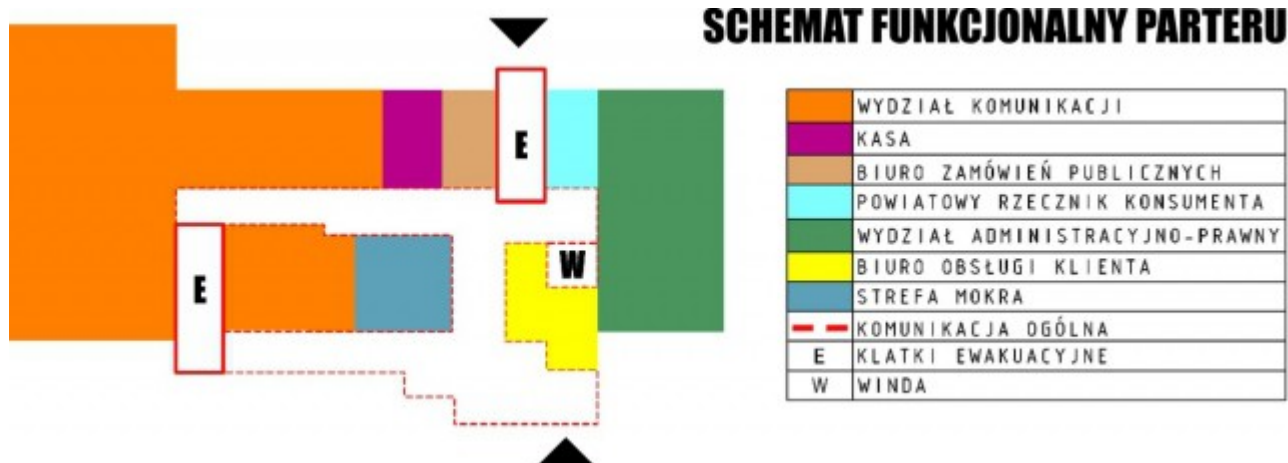 SCHEMAT FUNKCJONALNY PARTERU
E
E
W
WYDZIAŁ KOMUNIKACJI
KASA
BIURO ZAMÓWIEŃ PUBLICZNYCH
POWIATOWY RZECZNIK KONSUMENTA
WYDZIAŁ ADMINISTRACYJNO-PRAWNY
BIURO OBSŁUGI KLIENTA
STREFA MOKRA
KOMUNIKACJA OGÓLNA
E KLATKI EWAKUACYJNE
W WINDA